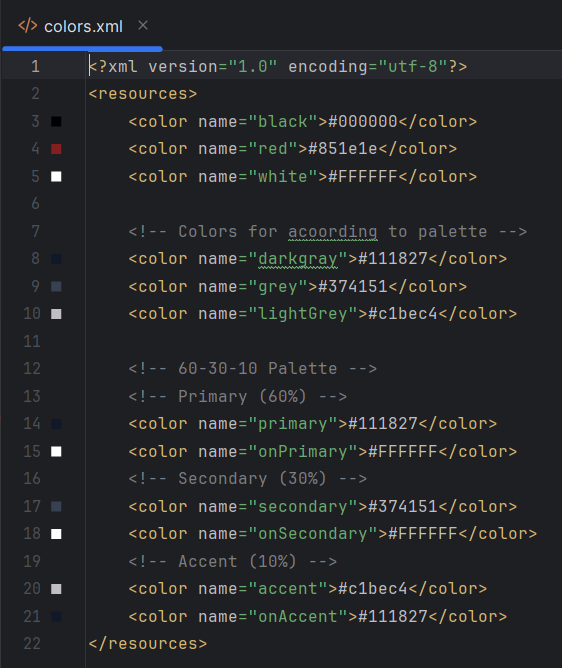 </> colors.xml ×
1 <?xml version="1.0" encoding="utf-8"?>
2 <resources>
3     <color name="black">#000000</color>
4     <color name="red">#851e1e</color>
5     <color name="white">#FFFFFF</color>
6
7     <!-- Colors for acoording to palette -->
8     <color name="darkgray">#111827</color>
9     <color name="grey">#374151</color>
10     <color name="lightGrey">#c1bec4</color>
11
12     <!-- 60-30-10 Palette -->
13     <!-- Primary (60%) -->
14     <color name="primary">#111827</color>
15     <color name="onPrimary">#FFFFFF</color>
16     <!-- Secondary (30%) -->
17     <color name="secondary">#374151</color>
18     <color name="onSecondary">#FFFFFF</color>
19     <!-- Accent (10%) -->
20     <color name="accent">#c1bec4</color>
21     <color name="onAccent">#111827</color>
22 </resources>